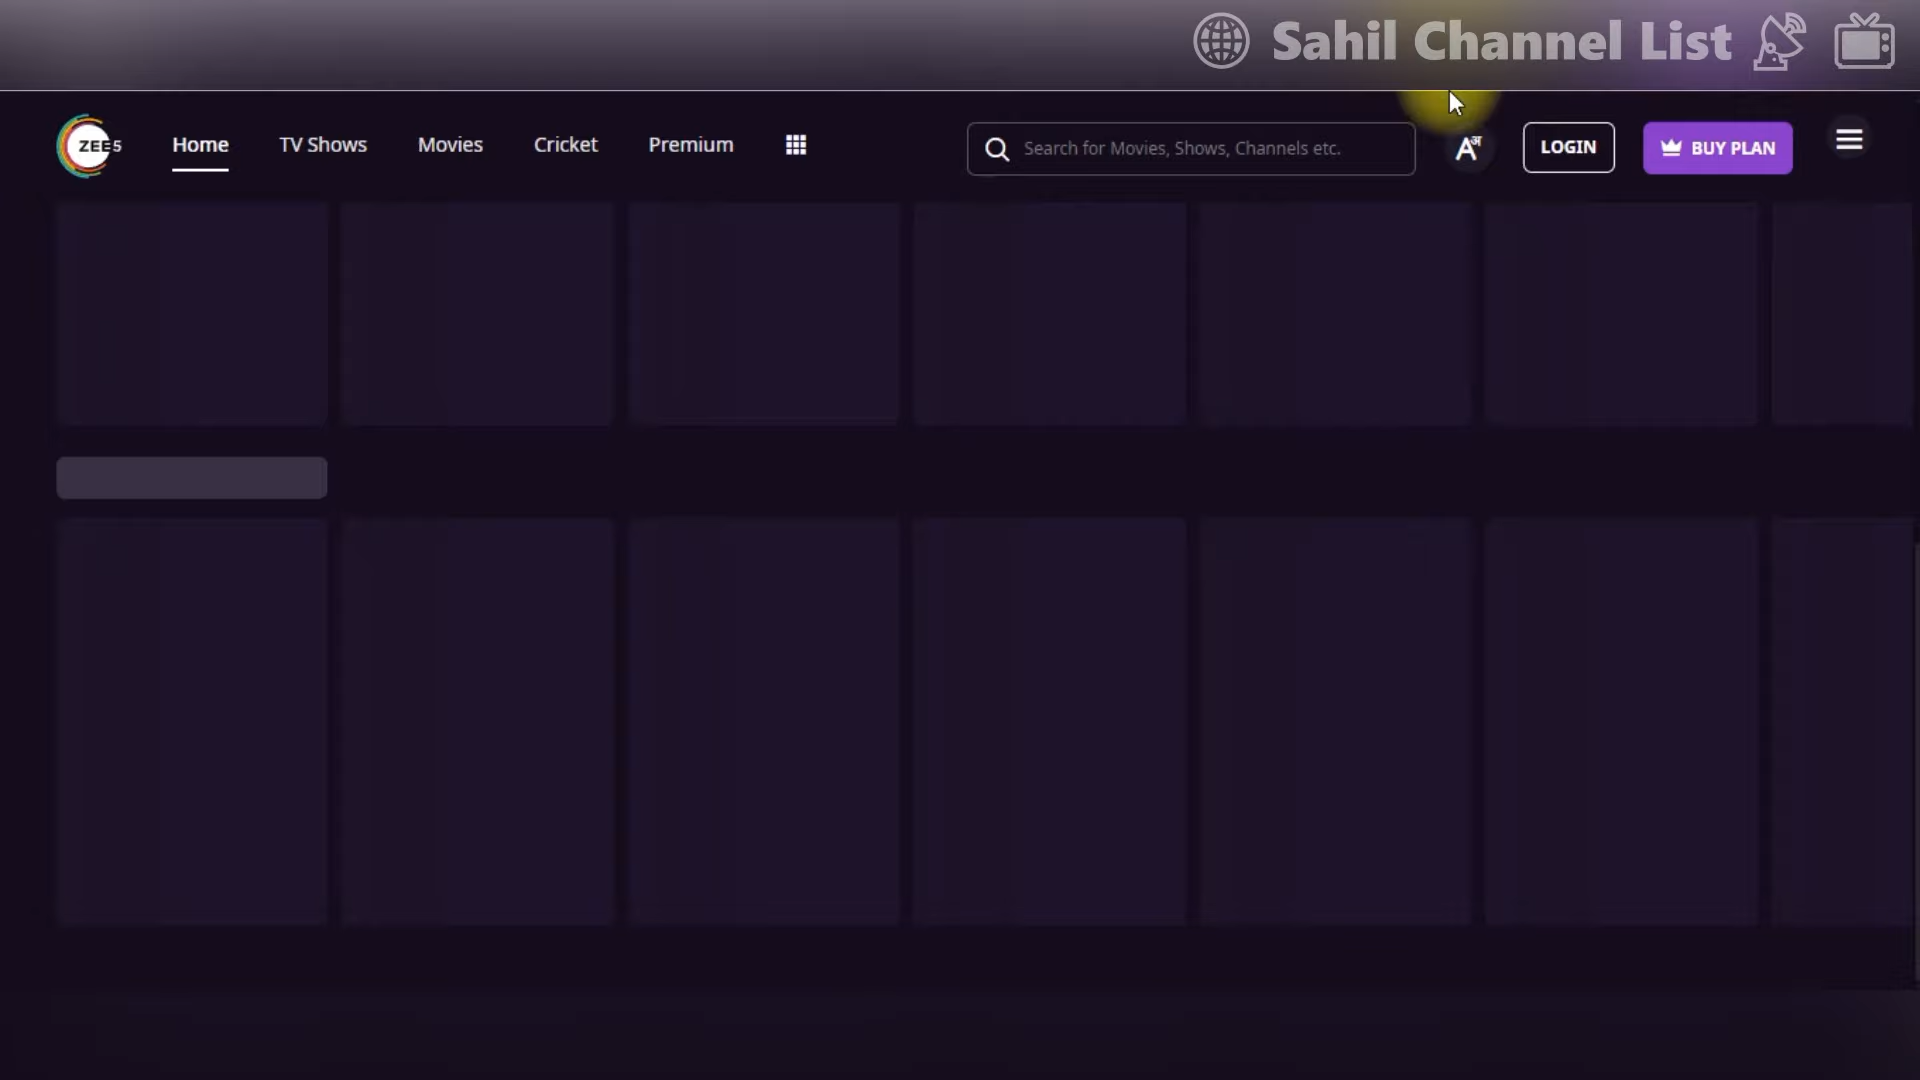 Sahil Channel List
ZEE5
Home
TV Shows
Movies
Cricket
Premium
Search for Movies, Shows, Channels etc.
Aअ
LOGIN
BUY PLAN